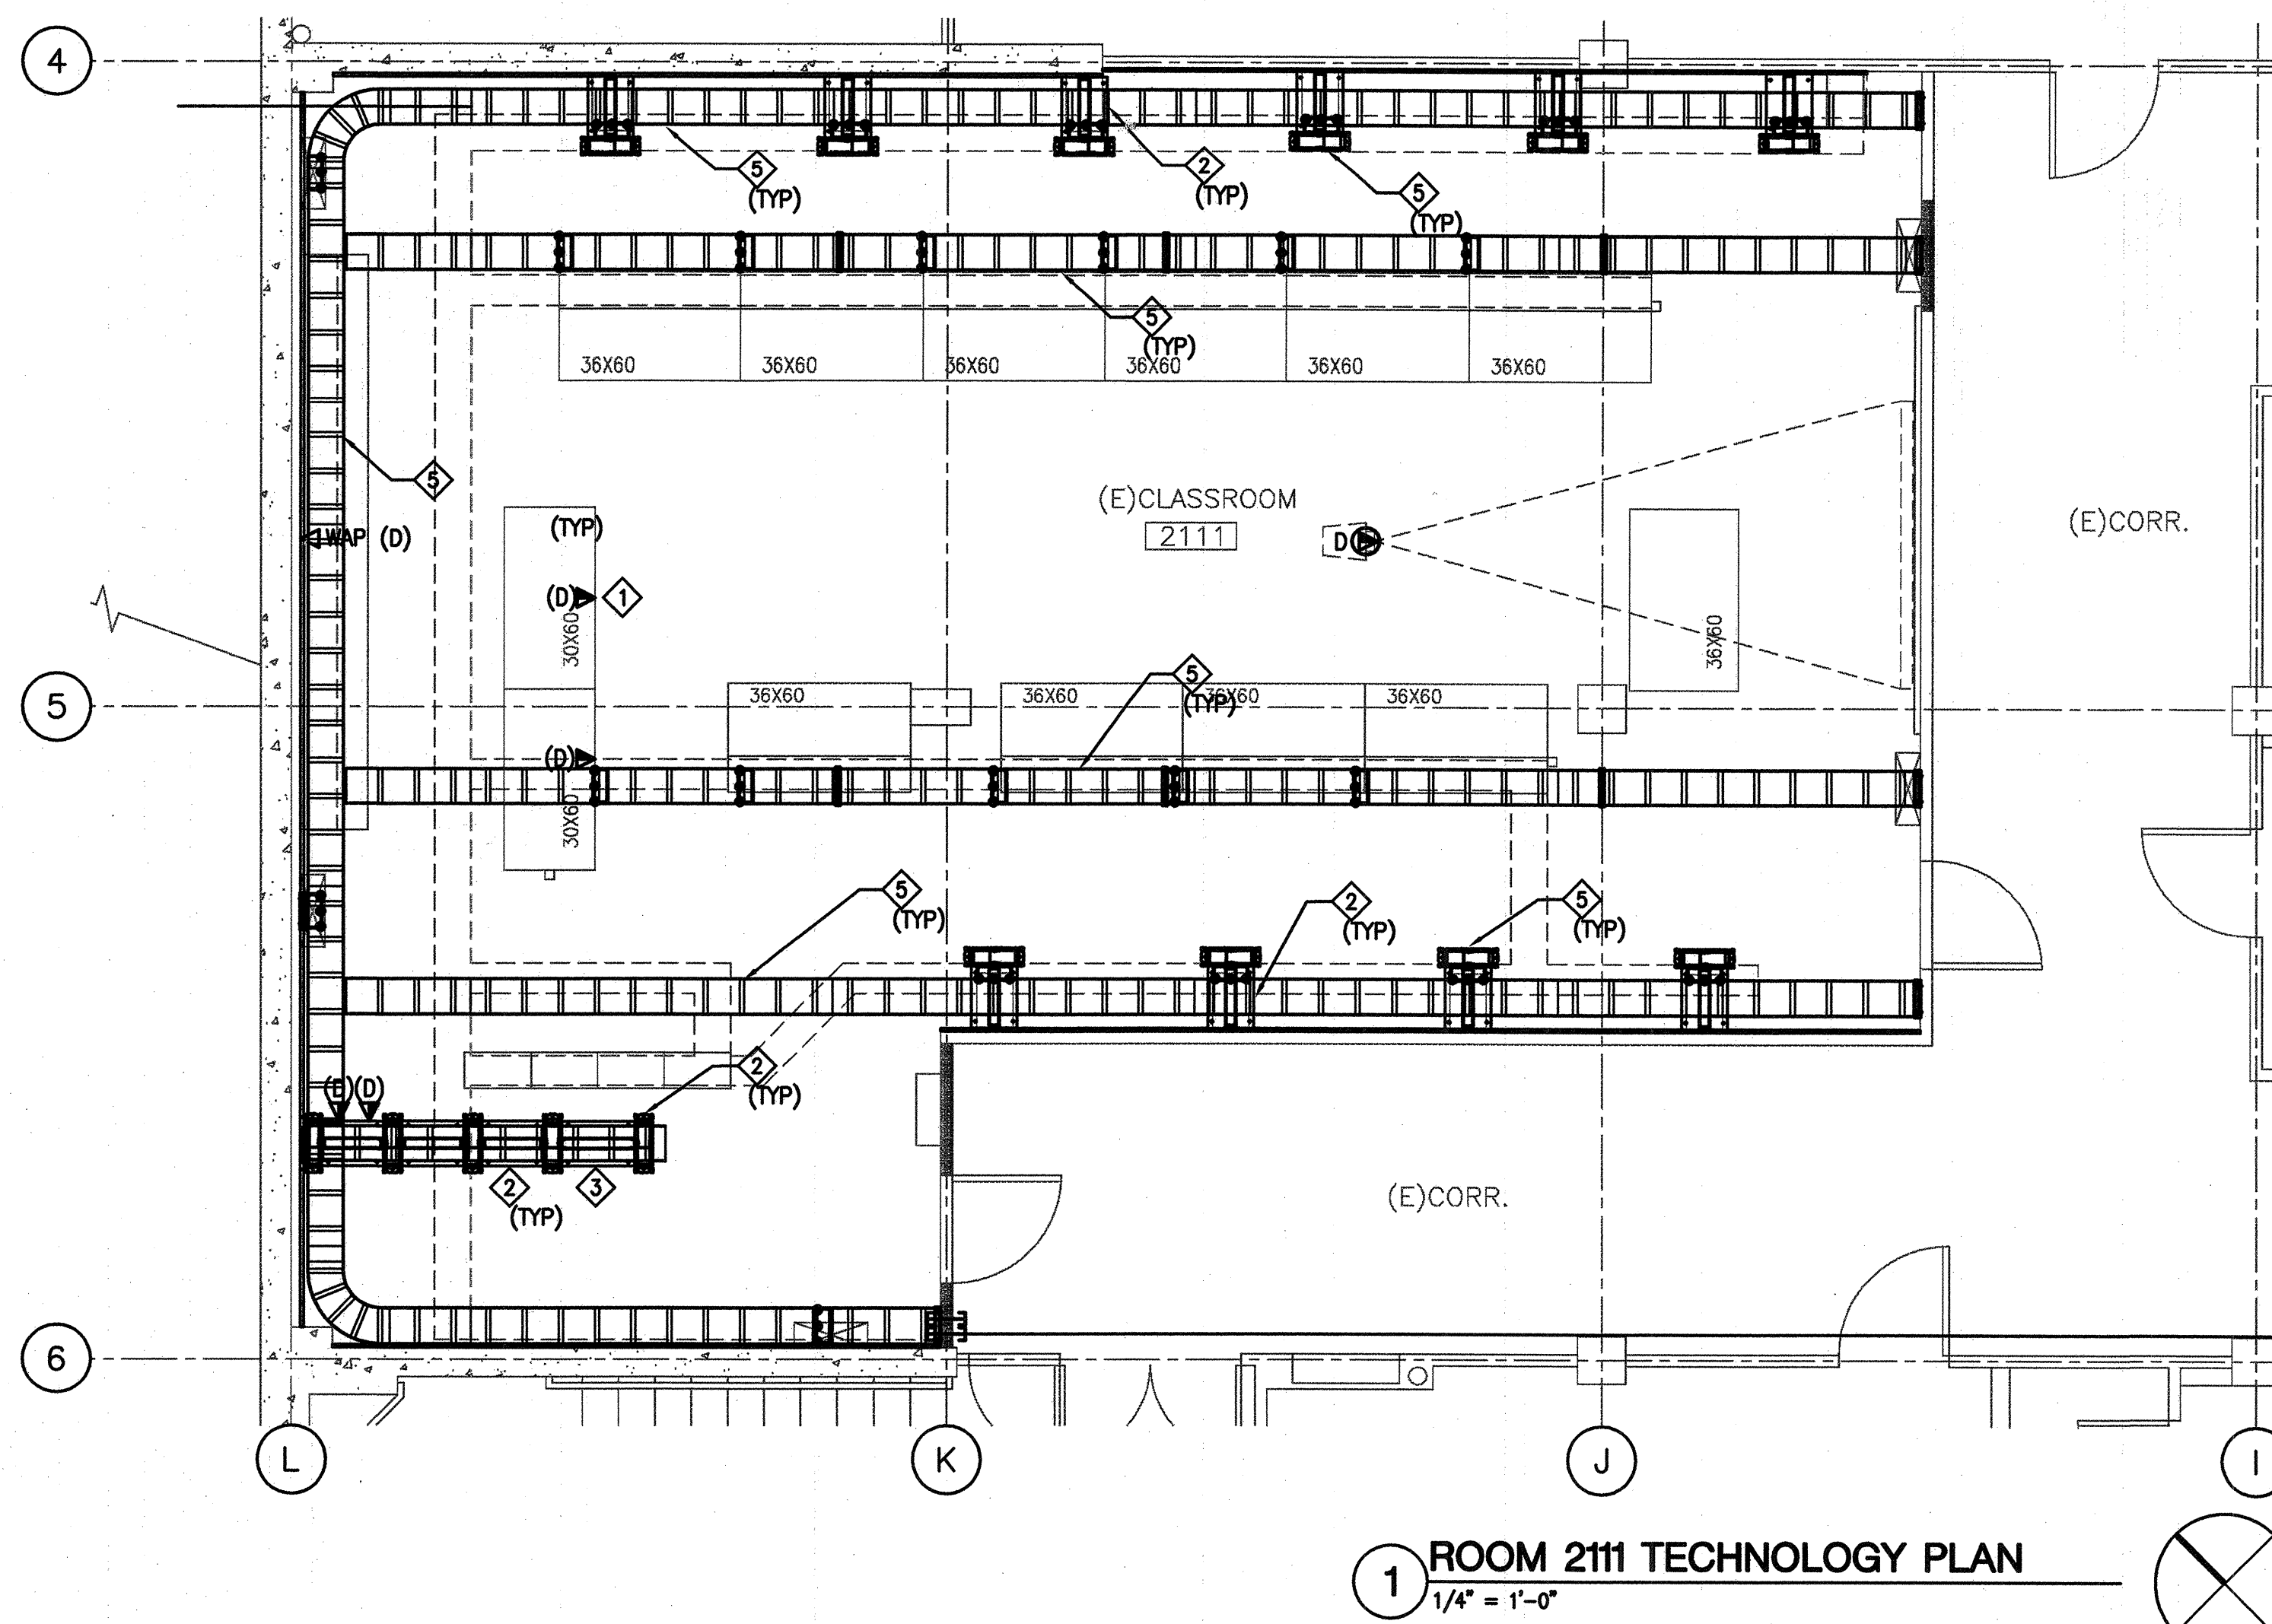 4
5
(TYP)
2
(TYP)
5
(TYP)
5
(TYP)
36X60
36X60
36X60
36X60
36X60
36X60
5
(E)CLASSROOM
2111
D
(E)CORR.
WAP (D)
(TYP)
(D)
1
30X60
36X60
5
(TYP)
5
36X60
36X60
36X60
36X60
(D)
30X60
5
(TYP)
2
(TYP)
5
(TYP)
2
(TYP)
(D)
(D)
2
(TYP)
3
(E)CORR.
6
L
K
J
I
1
ROOM 2111 TECHNOLOGY PLAN
1/4" = 1'-0"